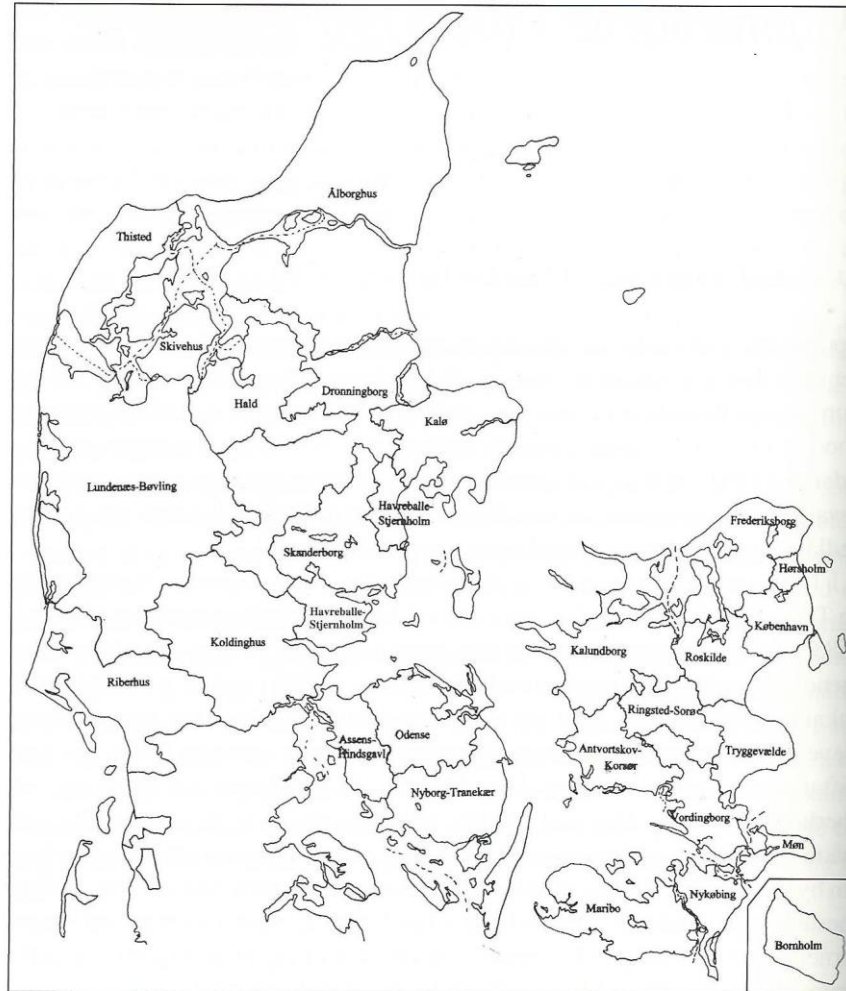 Ålborghus
Thisted
Skivehus
Hald
Dronningborg
Kalø
Lundenæs-Bøvling
Havreballe-
Stjernholm
Skanderborg
Frederiksborg
Hørsholm
Havreballe-
Stjernholm
København
Koldinghus
Kalundborg
Roskilde
Riberhus
Ringsted-Sorø
Assens-
Hindsgavl
Odense
Antvortskov-
Korsør
Tryggevælde
Nyborg-Tranekær
Vordingborg
Møn
Nykøbing
Maribo
Bornholm